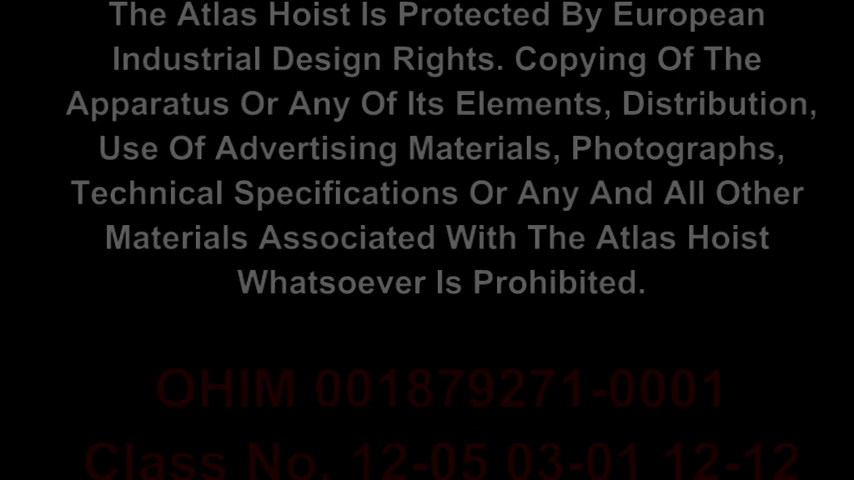 The Atlas Hoist Is Protected By European
Industrial Design Rights. Copying Of The
Apparatus Or Any Of Its Elements, Distribution,
Use Of Advertising Materials, Photographs,
Technical Specifications Or Any And All Other
Materials Associated With The Atlas Hoist
Whatsoever Is Prohibited.
OHIM 001879271-0001
Class No. 12-05 03-01 12-12